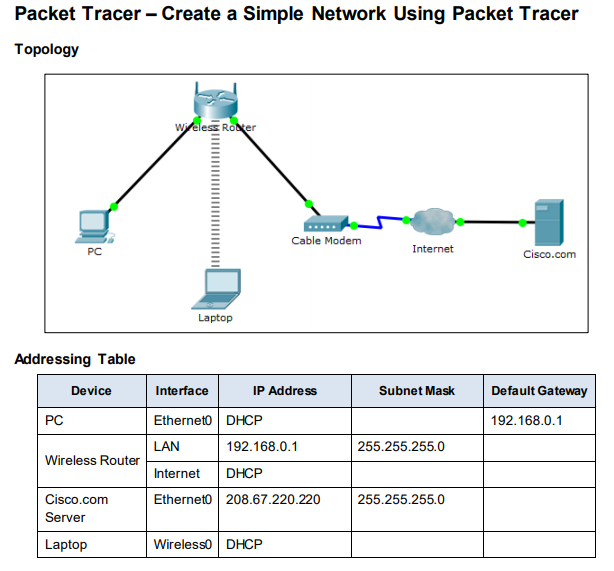 Packet Tracer – Create a Simple Network Using Packet Tracer
Topology
Wireless Router
PC
Cable Modem
Internet
Cisco.com
Laptop
Addressing Table
Device Interface IP Address Subnet Mask Default Gateway
PC Ethernet0 DHCP 192.168.0.1
Wireless Router LAN 192.168.0.1 255.255.255.0
Internet DHCP
Cisco.com Ethernet0 208.67.220.220 255.255.255.0
Server
Laptop Wireless0 DHCP